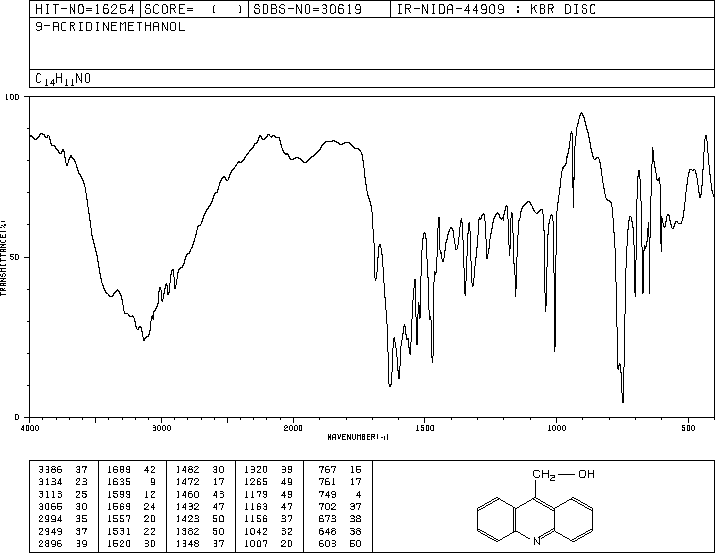 HIT-NO=16254 SCORE= ( ) SDBS-NO=30619 IR-NIDA-44909 : KBR DISC
9-ACRIDINEMETHANOL
C14H11NO
100
TRANSMITTANCE(%)
50
0
4000 3000 2000 1500 1000 500
WAVENUMBER(-1)
3386 37 1689 42 1482 30 1320 39 767 15
3134 23 1635 9 1472 17 1265 49 761 17
3113 25 1599 12 1460 43 1179 49 749 4
3065 30 1569 24 1432 47 1163 47 702 37
2994 35 1557 20 1423 50 1156 37 673 38
2949 37 1531 22 1382 50 1042 32 648 38
2896 39 1520 30 1348 37 1007 20 603 50
CH2 OH
N